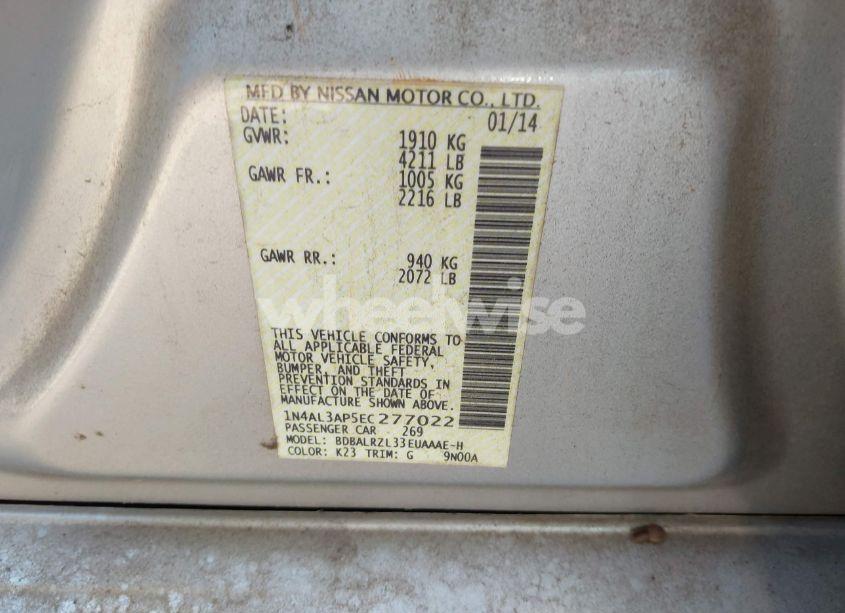 MFD BY NISSAN MOTOR CO., LTD.
DATE: 01/14
GVWR: 1910 KG
4211 LB
GAWR FR.: 1005 KG
2216 LB
GAWR RR.: 940 KG
2072 LB
wheelwise
THIS VEHICLE CONFORMS TO
ALL APPLICABLE FEDERAL
MOTOR VEHICLE SAFETY,
BUMPER, AND THEFT
PREVENTION STANDARDS IN
EFFECT ON THE DATE OF
MANUFACTURE SHOWN ABOVE.
1N4AL3AP5EC277022
PASSENGER CAR 269
MODEL: BDBALRZL33EUAAAE-H
COLOR: K23 TRIM: G 9N00A